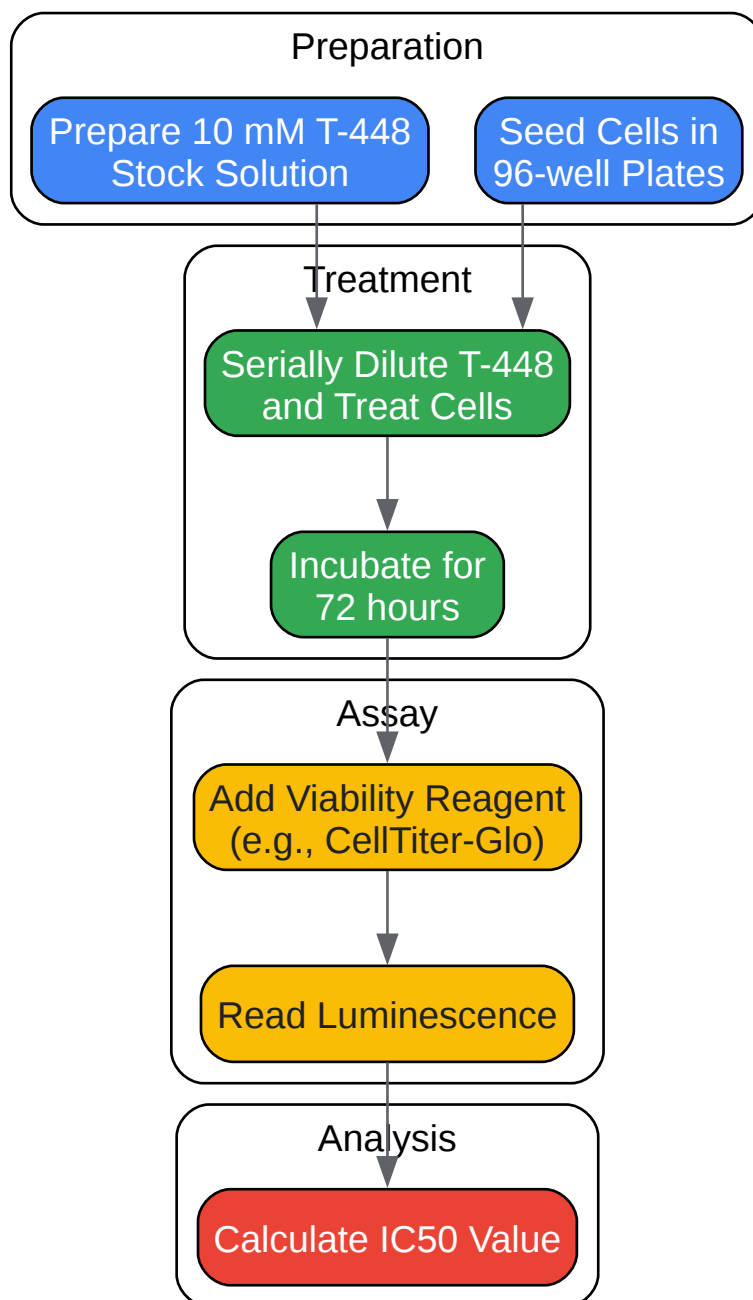 Preparation
Prepare 10 mM T-448
Stock Solution
Seed Cells in
96-well Plates
Treatment
Serially Dilute T-448
and Treat Cells
Incubate for
72 hours
Assay
Add Viability Reagent
(e.g., CellTiter-Glo)
Read Luminescence
Analysis
Calculate IC50 Value